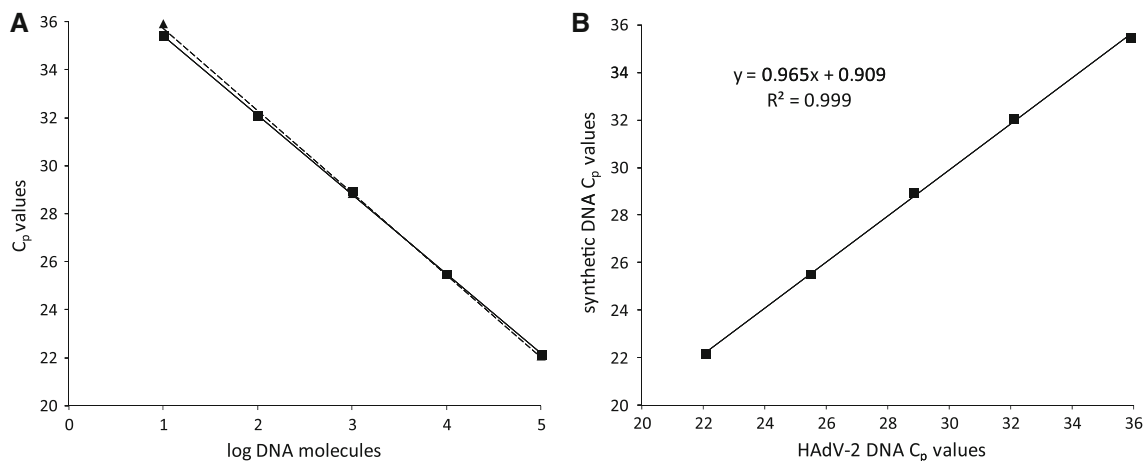 A
36
34
32
30
28
26
24
22
20
0 1 2 3 4 5
Cp values
log DNA molecules
B
36
34
32
30
28
26
24
22
20
20 22 24 26 28 30 32 34 36
synthetic DNA Cp values
HAdV-2 DNA Cp values
y = 0.965x + 0.909
R² = 0.999